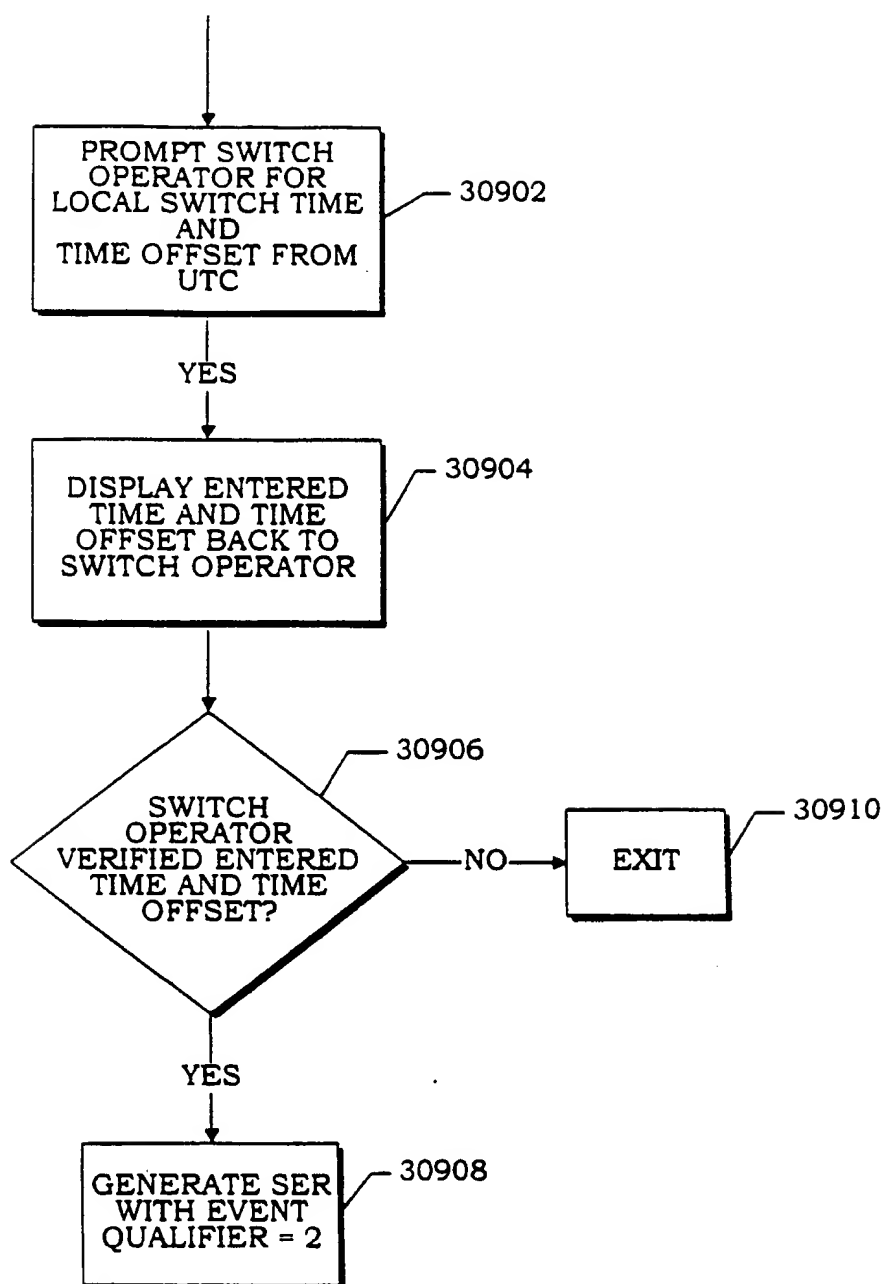 PROMPT SWITCH
OPERATOR FOR
LOCAL SWITCH TIME
AND
TIME OFFSET FROM
UTC
30902
YES
DISPLAY ENTERED
TIME AND TIME
OFFSET BACK TO
SWITCH OPERATOR
30904
SWITCH
OPERATOR
VERIFIED ENTERED
TIME AND TIME
OFFSET?
30906
NO
EXIT
30910
YES
GENERATE SER
WITH EVENT
QUALIFIER = 2
30908